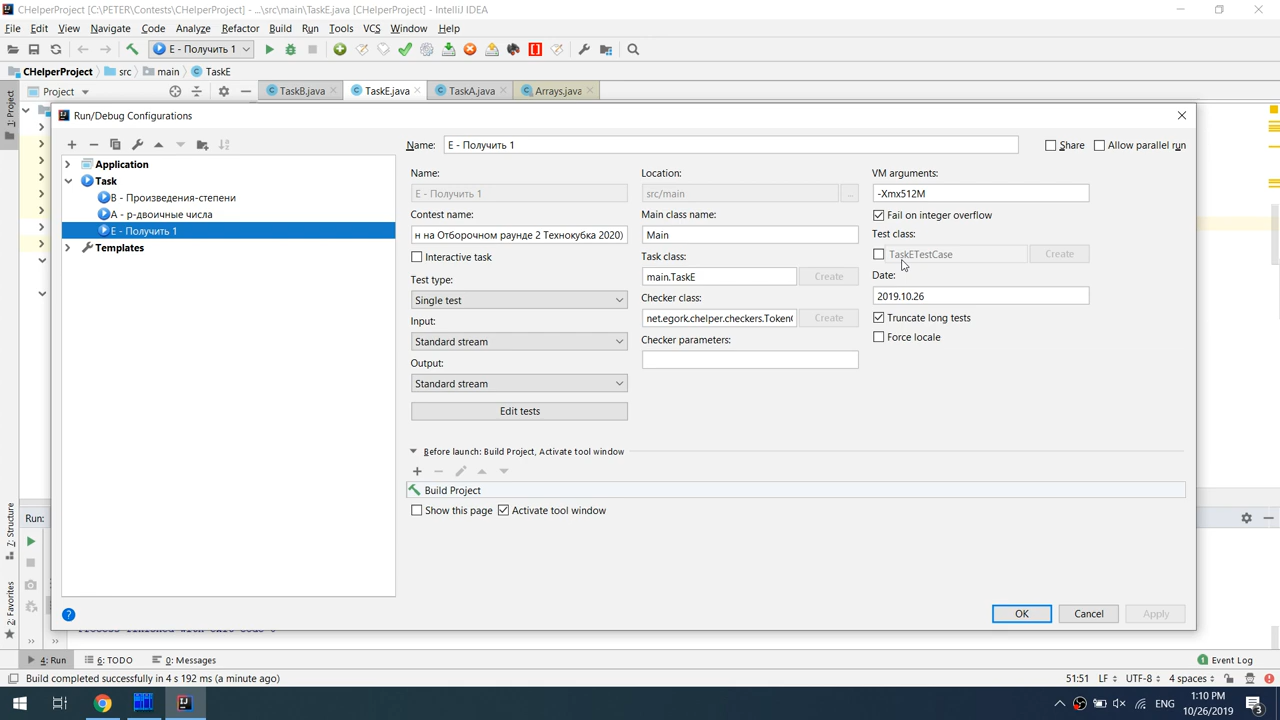 CHelperProject [C:\PETER\Contests\CHelperProject] - ...\src\main\TaskE.java [CHelperProject] - IntelliJ IDEA
File Edit View Navigate Code Analyze Refactor Build Run Tools VCS Window Help
E - Получить 1
CHelperProject src main TaskE
1: Project
Project
TaskB.java TaskE.java TaskA.java Arrays.java
Run/Debug Configurations
Application
Task
B - Произведения-степени
A - p-двоичные числа
E - Получить 1
Templates
Name: E - Получить 1 Share Allow parallel run
Name: Location: VM arguments:
E - Получить 1 src/main ... -Xmx512M
Contest name: Main class name: Fail on integer overflow
н на Отборочном раунде 2 Технокубка 2020) Main Test class:
Interactive task Task class: TaskETestCase Create
Test type: main.TaskE Create Date:
Single test Checker class: 2019.10.26
Input: net.egork.chelper.checkers.Token Create Truncate long tests
Standard stream Checker parameters: Force locale
Output:
Standard stream
Edit tests
Before launch: Build Project, Activate tool window
Build Project
Show this page Activate tool window
OK Cancel Apply
7: Structure
2: Favorites
Run:
4: Run 6: TODO 0: Messages Event Log
Build completed successfully in 4 s 192 ms (a minute ago) 51:51 LF UTF-8 4 spaces
1:10 PM
10/26/2019
3